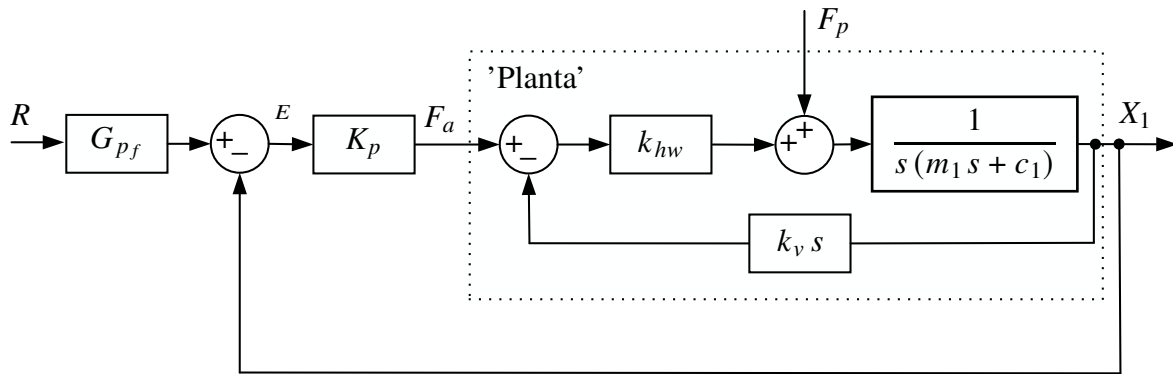 F_p
'Planta'
R
G_{p_f}
+
−
E
K_p
F_a
+
−
k_{hw}
+
+
1
s (m_1 s + c_1)
X_1
k_v s